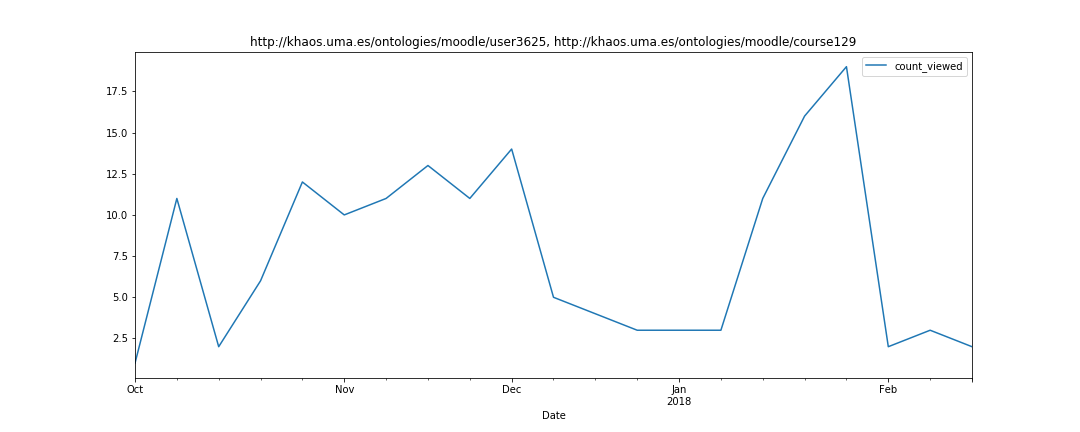 http://khaos.uma.es/ontologies/moodle/user3625, http://khaos.uma.es/ontologies/moodle/course129
count_viewed
17.5
15.0
12.5
10.0
7.5
5.0
2.5
Oct Nov Dec Jan Feb
2018
Date